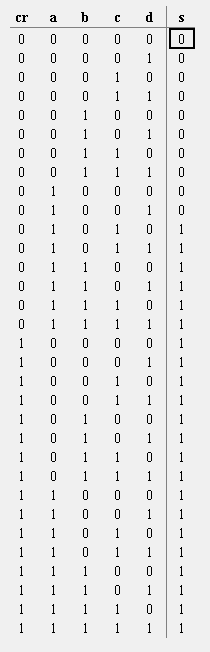 cr a b c d s
0 0 0 0 0 0
0 0 0 0 1 0
0 0 0 1 0 0
0 0 0 1 1 0
0 0 1 0 0 0
0 0 1 0 1 0
0 0 1 1 0 0
0 0 1 1 1 0
0 1 0 0 0 0
0 1 0 0 1 0
0 1 0 1 0 1
0 1 0 1 1 1
0 1 1 0 0 1
0 1 1 0 1 1
0 1 1 1 0 1
0 1 1 1 1 1
1 0 0 0 0 1
1 0 0 0 1 1
1 0 0 1 0 1
1 0 0 1 1 1
1 0 1 0 0 1
1 0 1 0 1 1
1 0 1 1 0 1
1 0 1 1 1 1
1 1 0 0 0 1
1 1 0 0 1 1
1 1 0 1 0 1
1 1 0 1 1 1
1 1 1 0 0 1
1 1 1 0 1 1
1 1 1 1 0 1
1 1 1 1 1 1